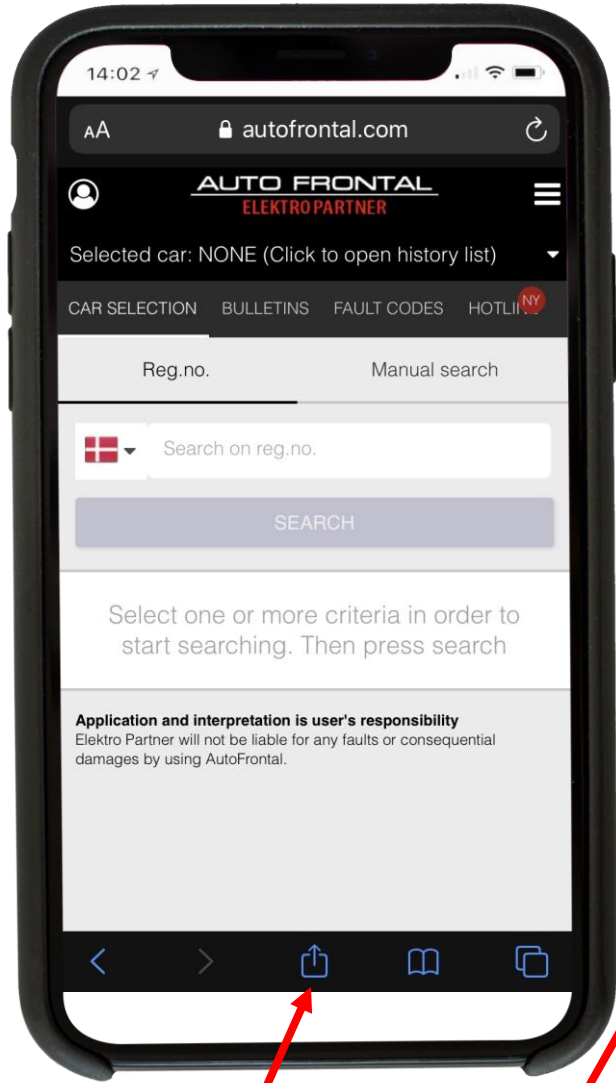 14:02
AA autofrontal.com
AUTO FRONTAL
ELEKTRO PARTNER
Selected car: NONE (Click to open history list)
CAR SELECTION BULLETINS FAULT CODES HOTLIN NY
Reg.no. Manual search
Search on reg.no.
SEARCH
Select one or more criteria in order to
start searching. Then press search
Application and interpretation is user's responsibility
Elektro Partner will not be liable for any faults or consequential
damages by using AutoFrontal.